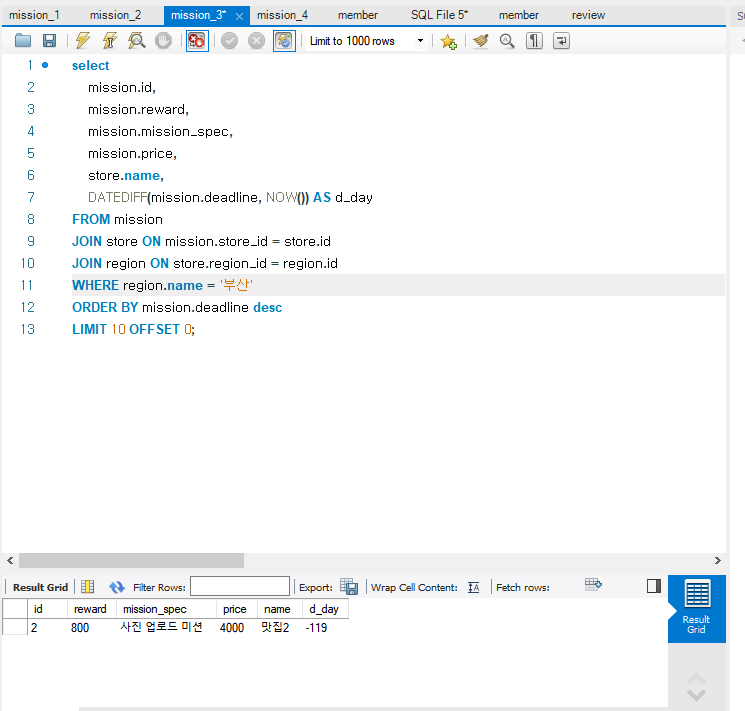 mission_1 mission_2 mission_3* mission_4 member SQL File 5* member review
Limit to 1000 rows
1 select
2 mission.id,
3 mission.reward,
4 mission.mission_spec,
5 mission.price,
6 store.name,
7 DATEDIFF(mission.deadline, NOW()) AS d_day
8 FROM mission
9 JOIN store ON mission.store_id = store.id
10 JOIN region ON store.region_id = region.id
11 WHERE region.name = '부산'
12 ORDER BY mission.deadline desc
13 LIMIT 10 OFFSET 0;
Result Grid Filter Rows: Export: Wrap Cell Content: Fetch rows:
id reward mission_spec price name d_day
2 800 사진 업로드 미션 4000 맛집2 -119
Result
Grid